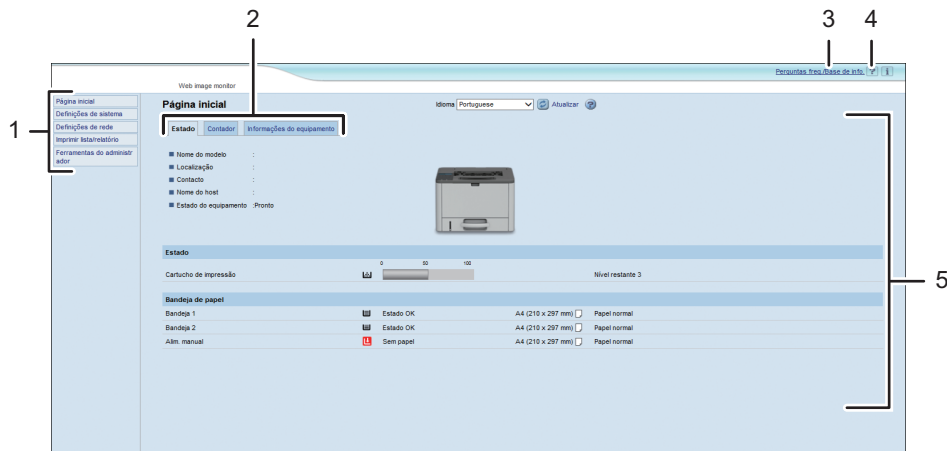 2
3
4
Perguntas freq./Base de info.
Web image monitor
1
Página inicial
Definições de sistema
Definições de rede
Imprimir lista/relatório
Ferramentas do administr
ador
Página inicial
Idioma Portuguese Atualizar
Estado Contador Informações do equipamento
Nome do modelo :
Localização :
Contacto :
Nome do host :
Estado do equipamento :Pronto
Estado
0 50 100
Cartucho de impressão Nível restante 3
Bandeja de papel
Bandeja 1 Estado OK A4 (210 x 297 mm) Papel normal
Bandeja 2 Estado OK A4 (210 x 297 mm) Papel normal
Alim. manual Sem papel A4 (210 x 297 mm) Papel normal
5